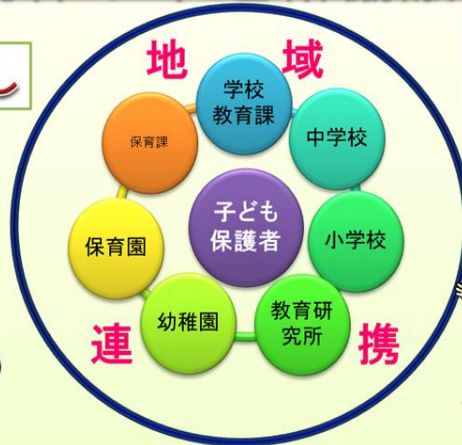 地域
学校
教育課
中学校
保育課
子ども
保護者
小学校
保育園
教育研
究所
幼稚園
連携